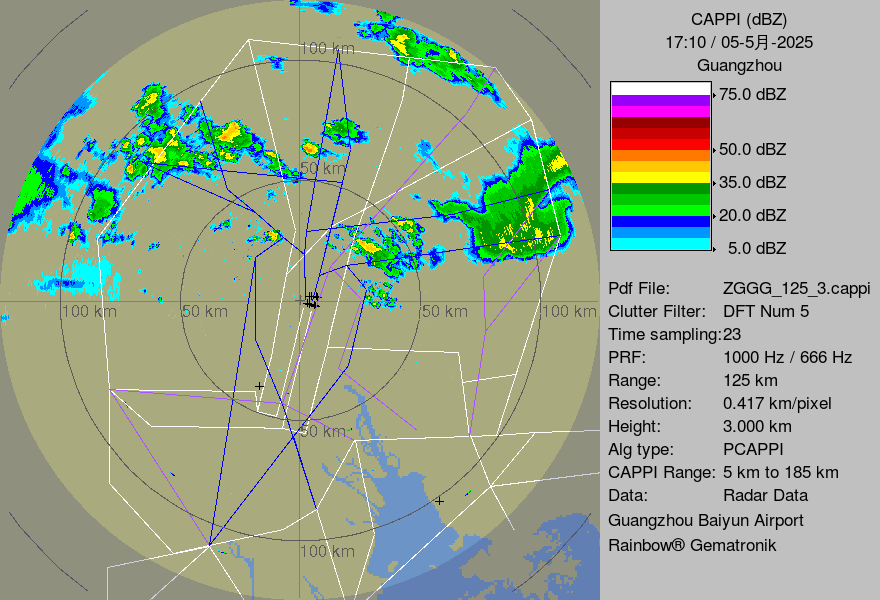 CAPPI (dBZ)
17:10 / 05-5月-2025
Guangzhou
75.0 dBZ
50.0 dBZ
35.0 dBZ
20.0 dBZ
5.0 dBZ
Pdf File: ZGGG_125_3.cappi
Clutter Filter: DFT Num 5
Time sampling:23
PRF: 1000 Hz / 666 Hz
Range: 125 km
Resolution: 0.417 km/pixel
Height: 3.000 km
Alg type: PCAPPI
CAPPI Range: 5 km to 185 km
Data: Radar Data
Guangzhou Baiyun Airport
Rainbow® Gematronik
100 km
50 km
100 km
50 km
50 km
100 km
50 km
100 km